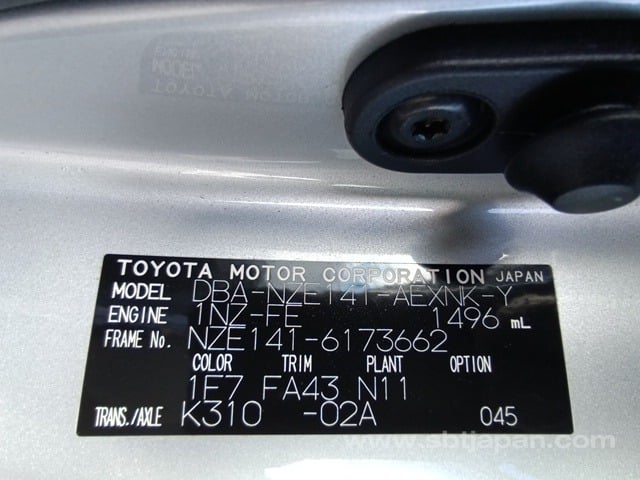 TOYOTA MOTOR CORPORATION JAPAN
MODEL DBA-NZE141-AEXNK-Y
ENGINE 1NZ-FE 1496 mL
FRAME No. NZE141-6173662
COLOR TRIM PLANT OPTION
1F7 FA43 N11
TRANS./AXLE K310 -02A 045
www.sbtjapan.com